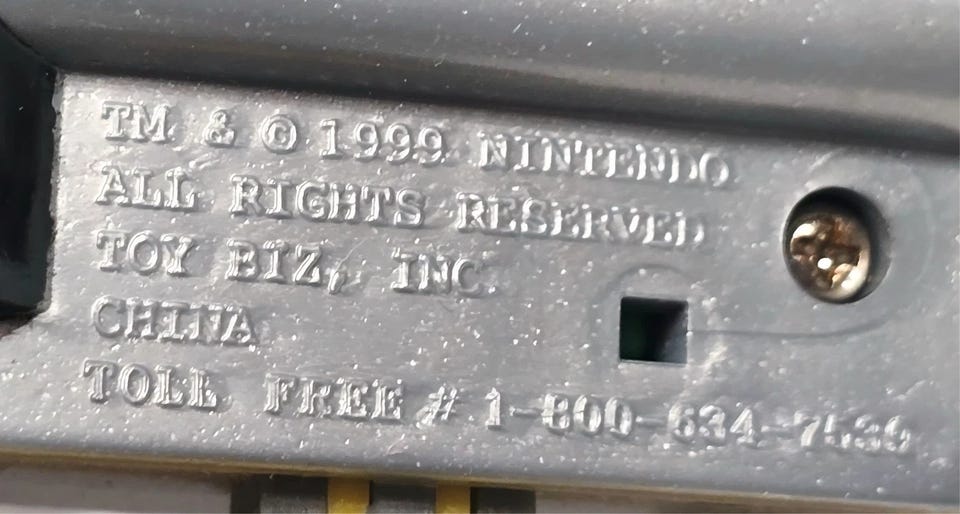 TM & © 1999 NINTENDO
ALL RIGHTS RESERVED
TOY BIZ, INC.
CHINA
TOLL FREE # 1-800-634-7539